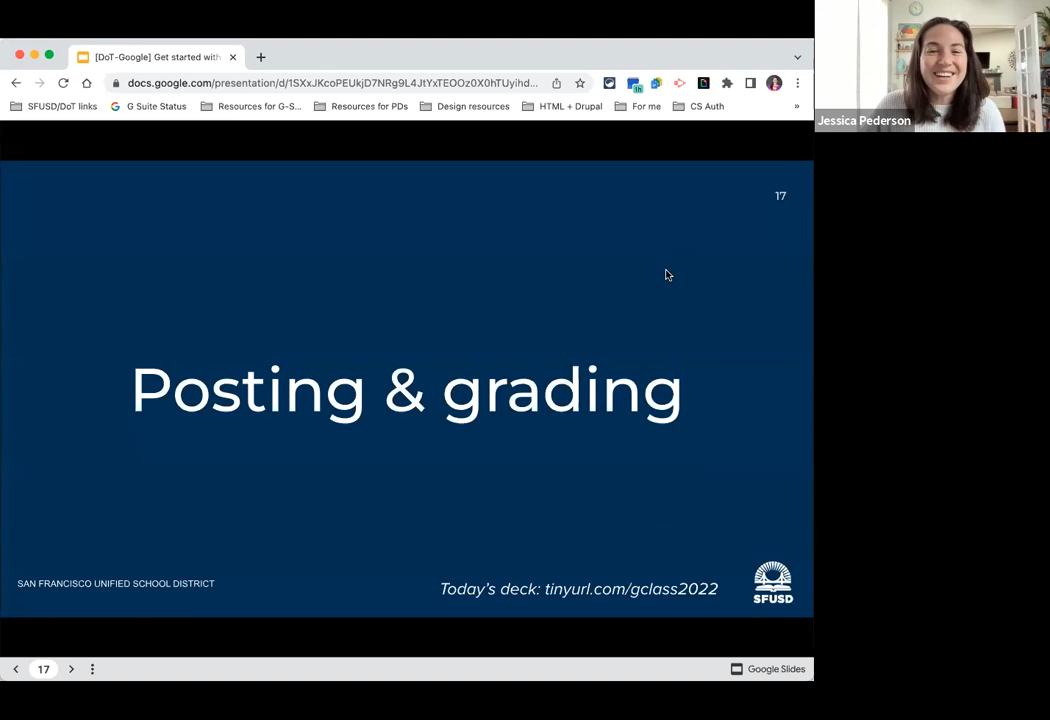 [DoT-Google] Get started with
docs.google.com/presentation/d/1SXxJKcoPEUkjD7NRg9L4JtYxTEOOz0X0hTUyihd...
1h
SFUSD/DoT links
G Suite Status
Resources for G-S...
Resources for PDs
Design resources
HTML + Drupal
For me
CS Auth
»
Jessica Pederson
17
Posting & grading
SAN FRANCISCO UNIFIED SCHOOL DISTRICT
Today's deck: tinyurl.com/gclass2022
SFUSD
17
Google Slides